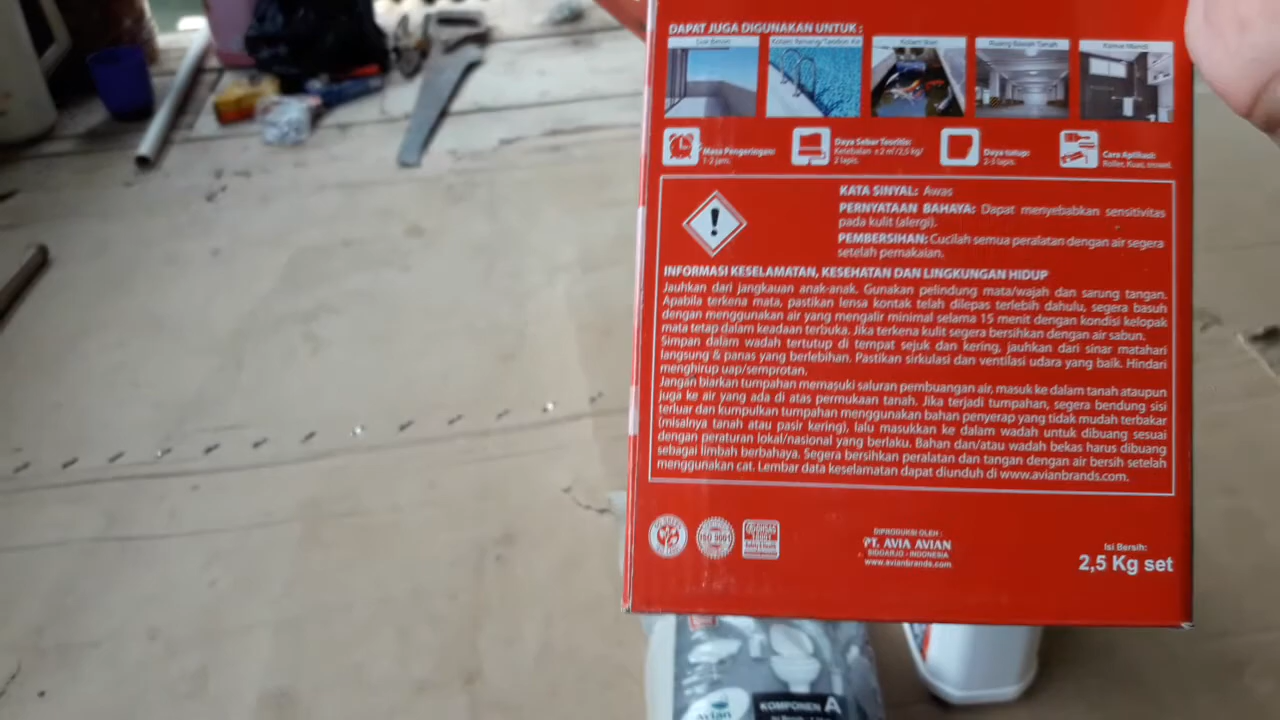 DAPAT JUGA DIGUNAKAN UNTUK :
Kolam Renang/Tandon Air
Kolam Ikan
Ruang Bawah Tanah
Kamar Mandi
Masa Pengeringan:
1-2 jam.
Daya Sebar Teoritis:
Ketebalan ±2 m²/2,5 kg/
2 lapis.
Daya tutup:
2-3 lapis.
Cara Aplikasi:
Roller, Kuas, trowel.
KATA SINYAL: Awas
PERNYATAAN BAHAYA: Dapat menyebabkan sensitivitas
pada kulit (alergi).
PEMBERSIHAN: Cucilah semua peralatan dengan air segera
setelah pemakaian.
INFORMASI KESELAMATAN, KESEHATAN DAN LINGKUNGAN HIDUP
Jauhkan dari jangkauan anak-anak. Gunakan pelindung mata/wajah dan sarung tangan.
Apabila terkena mata, pastikan lensa kontak telah dilepas terlebih dahulu, segera basuh
dengan menggunakan air yang mengalir minimal selama 15 menit dengan kondisi kelopak
mata tetap dalam keadaan terbuka. Jika terkena kulit segera bersihkan dengan air sabun.
Simpan dalam wadah tertutup di tempat sejuk dan kering, jauhkan dari sinar matahari
langsung & panas yang berlebihan. Pastikan sirkulasi dan ventilasi udara yang baik. Hindari
menghirup uap/semprotan.
Jangan biarkan tumpahan memasuki saluran pembuangan air, masuk ke dalam tanah ataupun
juga ke air yang ada di atas permukaan tanah. Jika terjadi tumpahan, segera bendung sisi
terluar dan kumpulkan tumpahan menggunakan bahan penyerap yang tidak mudah terbakar
(misalnya tanah atau pasir kering), lalu masukkan ke dalam wadah untuk dibuang sesuai
dengan peraturan lokal/nasional yang berlaku. Bahan dan/atau wadah bekas harus dibuang
sebagai limbah berbahaya. Segera bersihkan peralatan dan tangan dengan air bersih setelah
menggunakan cat. Lembar data keselamatan dapat diunduh di www.avianbrands.com.
ISO 9001
OHSAS
18001
DIPRODUKSI OLEH :
PT. AVIA AVIAN
SIDOARJO - INDONESIA
www.avianbrands.com
Isi Bersih:
2,5 Kg set
Avian
KOMPONEN A